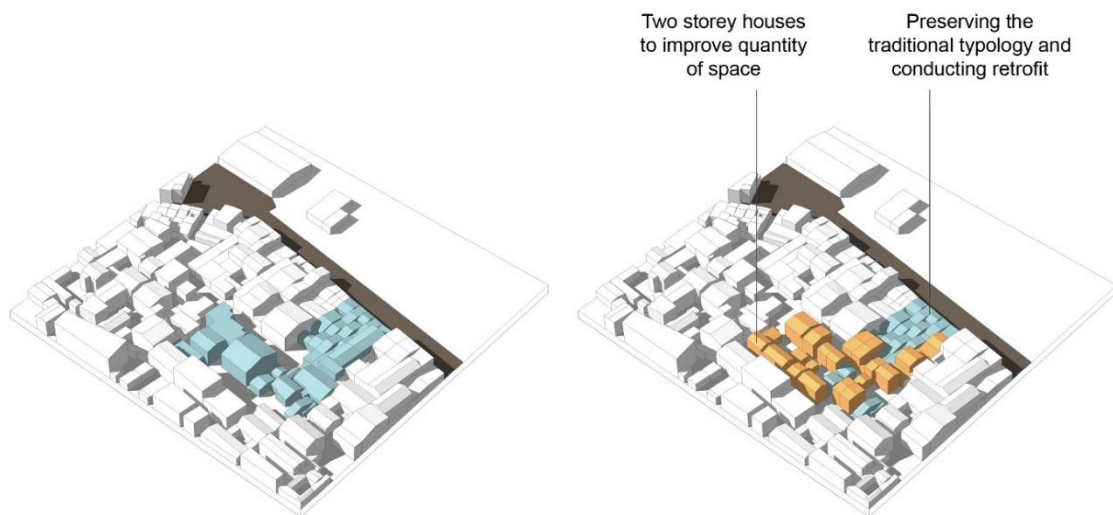 Two storey houses
to improve quantity
of space
Preserving the
traditional typology and
conducting retrofit